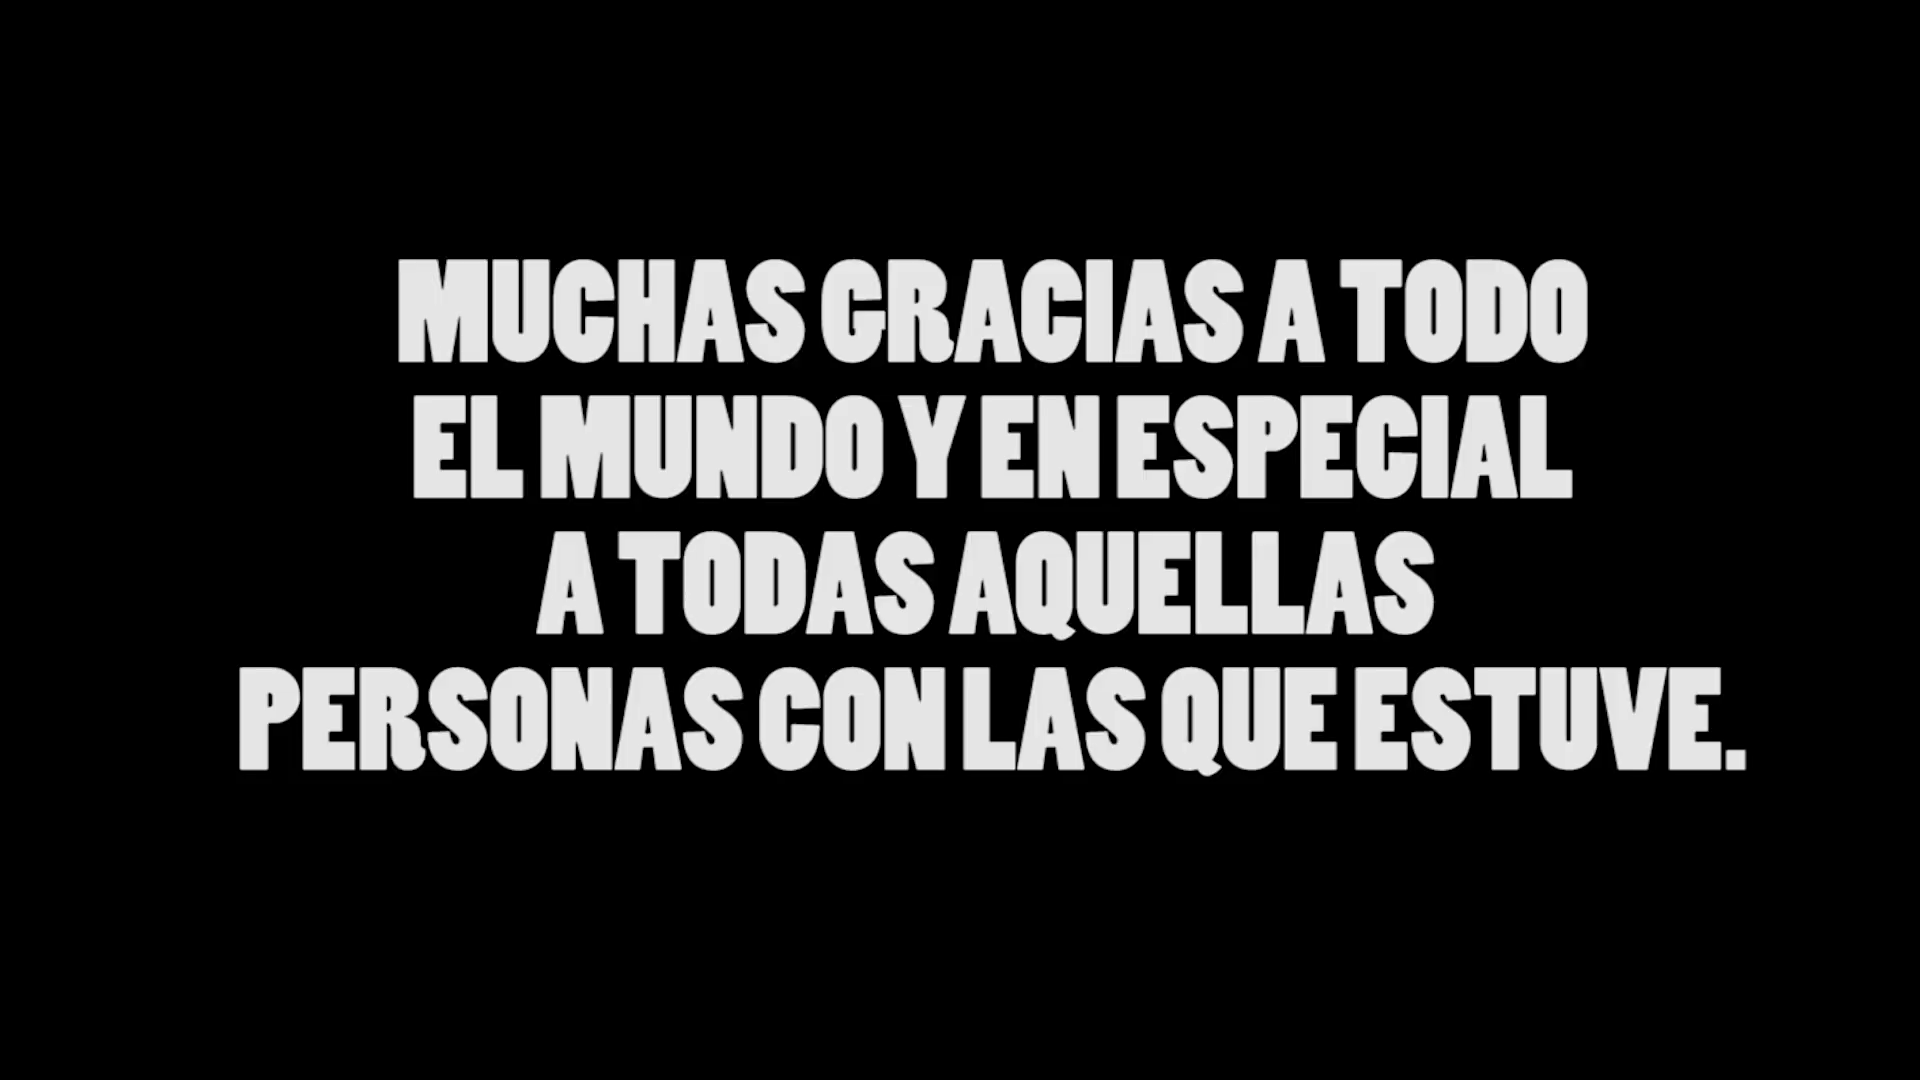 MUCHAS GRACIAS A TODO
EL MUNDO Y EN ESPECIAL
A TODAS AQUELLAS
PERSONAS CON LAS QUE ESTUVE.